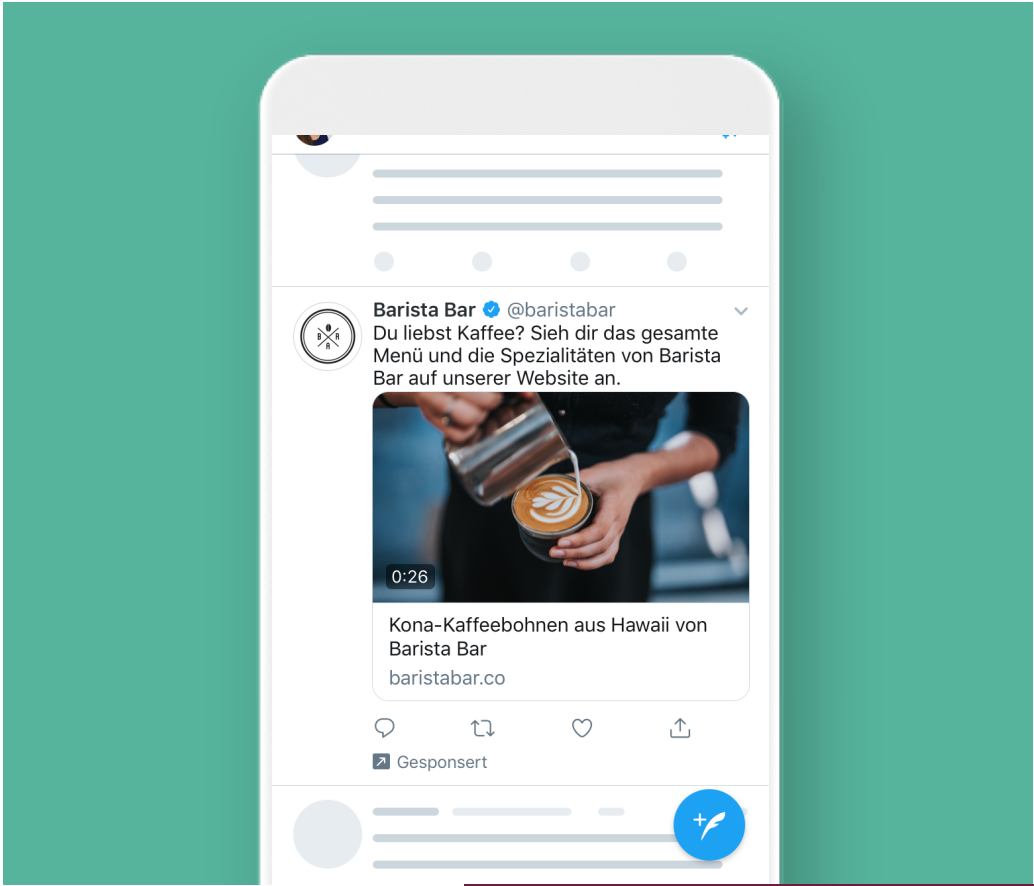 Barista Bar @baristabar
Du liebst Kaffee? Sieh dir das gesamte
Menü und die Spezialitäten von Barista
Bar auf unserer Website an.
B A R
0:26
Kona-Kaffeebohnen aus Hawaii von
Barista Bar
baristabar.co
Gesponsert